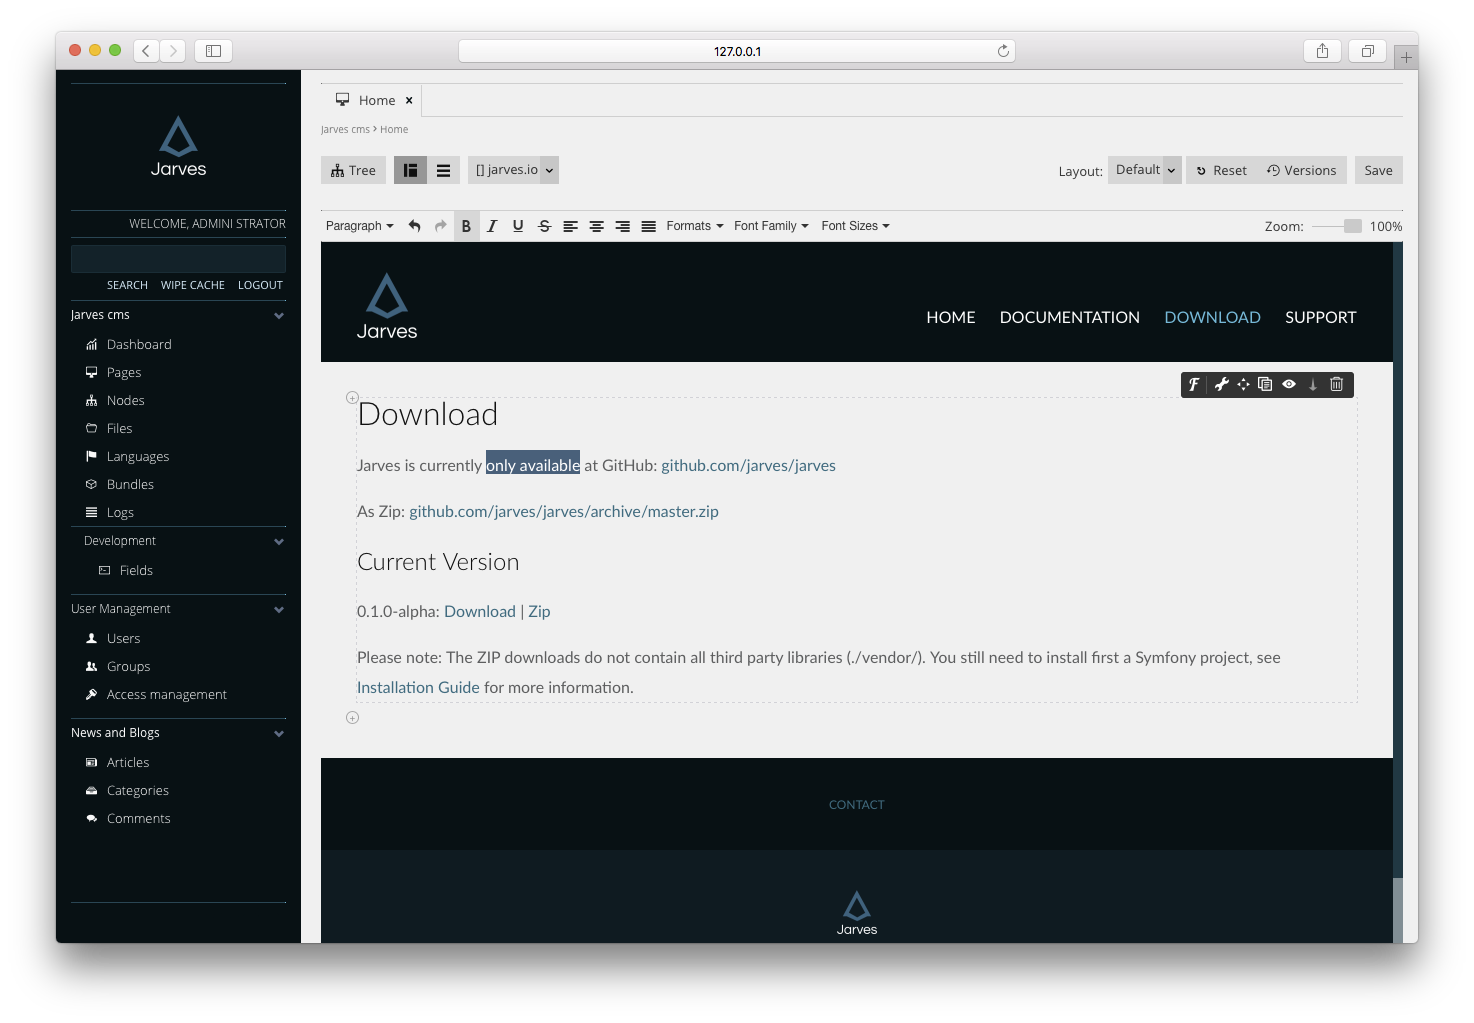 127.0.0.1
Jarves
WELCOME, ADMINI STRATOR
SEARCH WIPE CACHE LOGOUT
Jarves cms
Dashboard
Pages
Nodes
Files
Languages
Bundles
Logs
Development
Fields
User Management
Users
Groups
Access management
News and Blogs
Articles
Categories
Comments
Home ×
Jarves cms › Home
Tree [] jarves.io Layout: Default Reset Versions Save
Paragraph B I U S Formats Font Family Font Sizes Zoom: 100%
Jarves
HOME DOCUMENTATION DOWNLOAD SUPPORT
Download
Jarves is currently only available at GitHub: github.com/jarves/jarves
As Zip: github.com/jarves/jarves/archive/master.zip
Current Version
0.1.0-alpha: Download | Zip
Please note: The ZIP downloads do not contain all third party libraries (./vendor/). You still need to install first a Symfony project, see
Installation Guide for more information.
CONTACT
Jarves